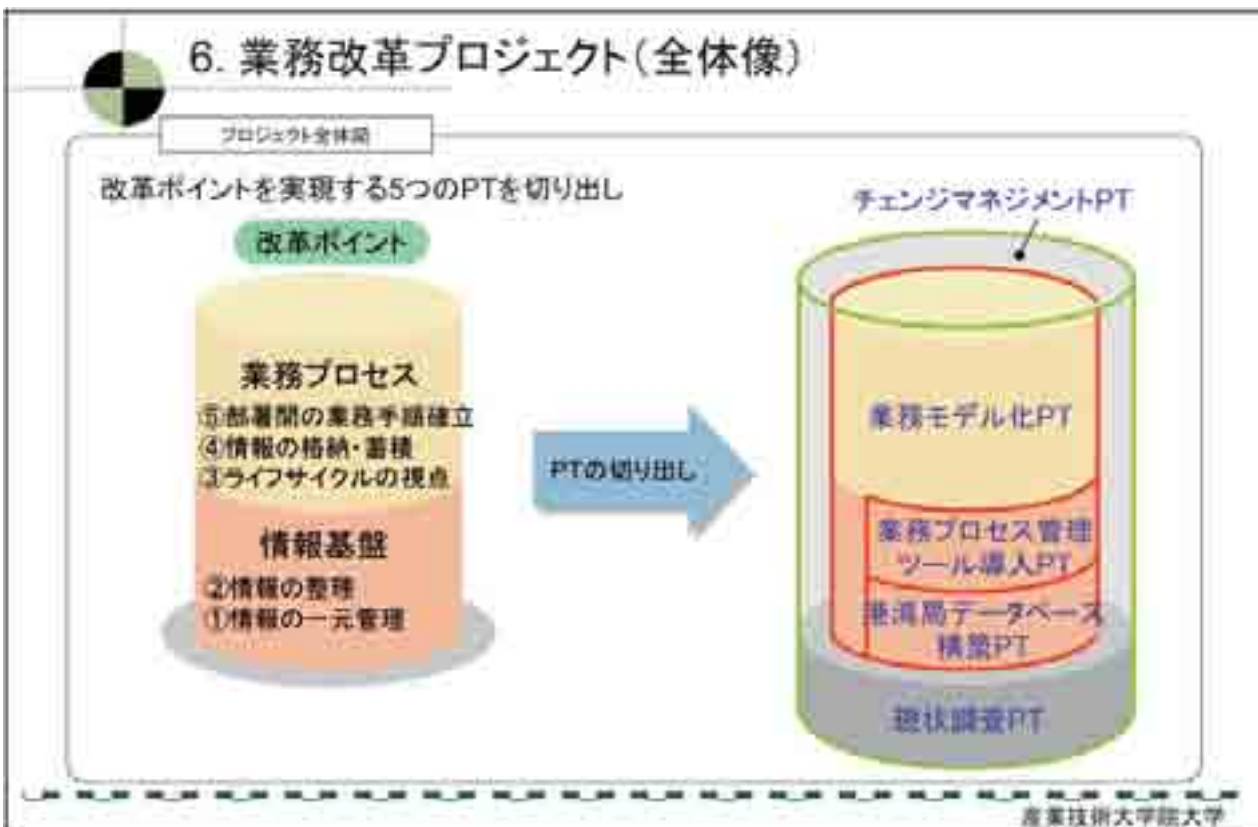 6. 業務改革プロジェクト(全体像)
プロジェクト全体図
改革ポイントを実現する5つのPTを切り出し
改革ポイント
業務プロセス
⑤部署間の業務手順確立
④情報の格納・蓄積
③ライフサイクルの視点
情報基盤
②情報の整理
①情報の一元管理
PTの切り出し
チェンジマネジメントPT
業務モデル化PT
業務プロセス管理
ツール導入PT
港湾局データベース
構築PT
現状調査PT
産業技術大学院大学